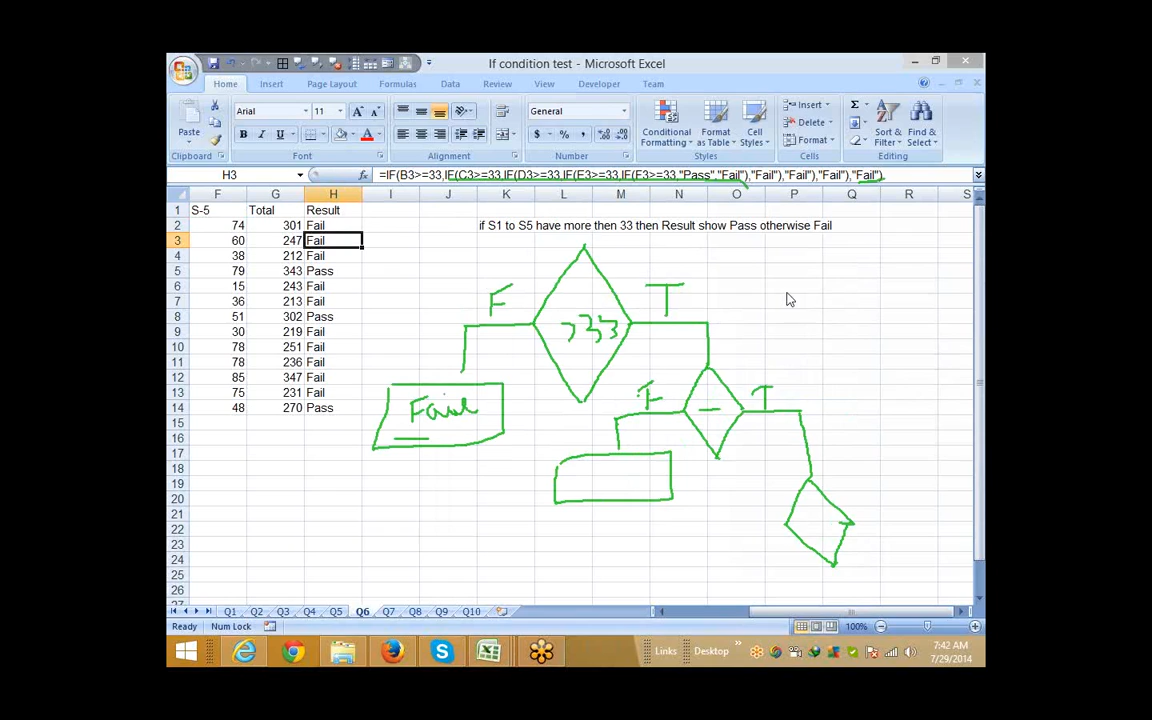 If condition test - Microsoft Excel
Home Insert Page Layout Formulas Data Review View Developer Team
Paste Arial 11 General Conditional Formatting Format as Table Cell Styles Insert Delete Format Sort & Filter Find & Select
Clipboard Font Alignment Number Styles Cells Editing
H3 fx =IF(B3>=33,IF(C3>=33,IF(D3>=33,IF(E3>=33,IF(F3>=33,"Pass","Fail"),"Fail"),"Fail"),"Fail"),"Fail")
F G H I J K L M N O P Q R S
1 S-5 Total Result
2 74 301 Fail if S1 to S5 have more then 33 then Result show Pass otherwise Fail
3 60 247 Fail
4 38 212 Fail
5 79 343 Pass
6 15 243 Fail
7 36 213 Fail
8 51 302 Pass
9 30 219 Fail
10 78 251 Fail
11 78 236 Fail
12 85 347 Fail
13 75 231 Fail
14 48 270 Pass
15
16
17
18
19
20
21
22
23
24
25
26
27
F T
>33
Fail
F T
Q1 Q2 Q3 Q4 Q5 Q6 Q7 Q8 Q9 Q10
Ready Num Lock 100%
Links Desktop 7:42 AM
7/29/2014